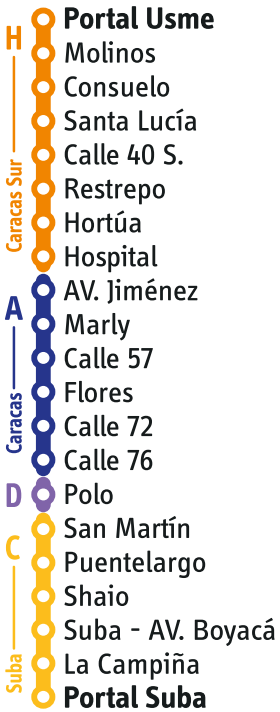 H
Caracas Sur
Portal Usme
Molinos
Consuelo
Santa Lucía
Calle 40 S.
Restrepo
Hortúa
Hospital
A
Caracas
AV. Jiménez
Marly
Calle 57
Flores
Calle 72
Calle 76
D
Polo
C
Suba
San Martín
Puentelargo
Shaio
Suba - AV. Boyacá
La Campiña
Portal Suba